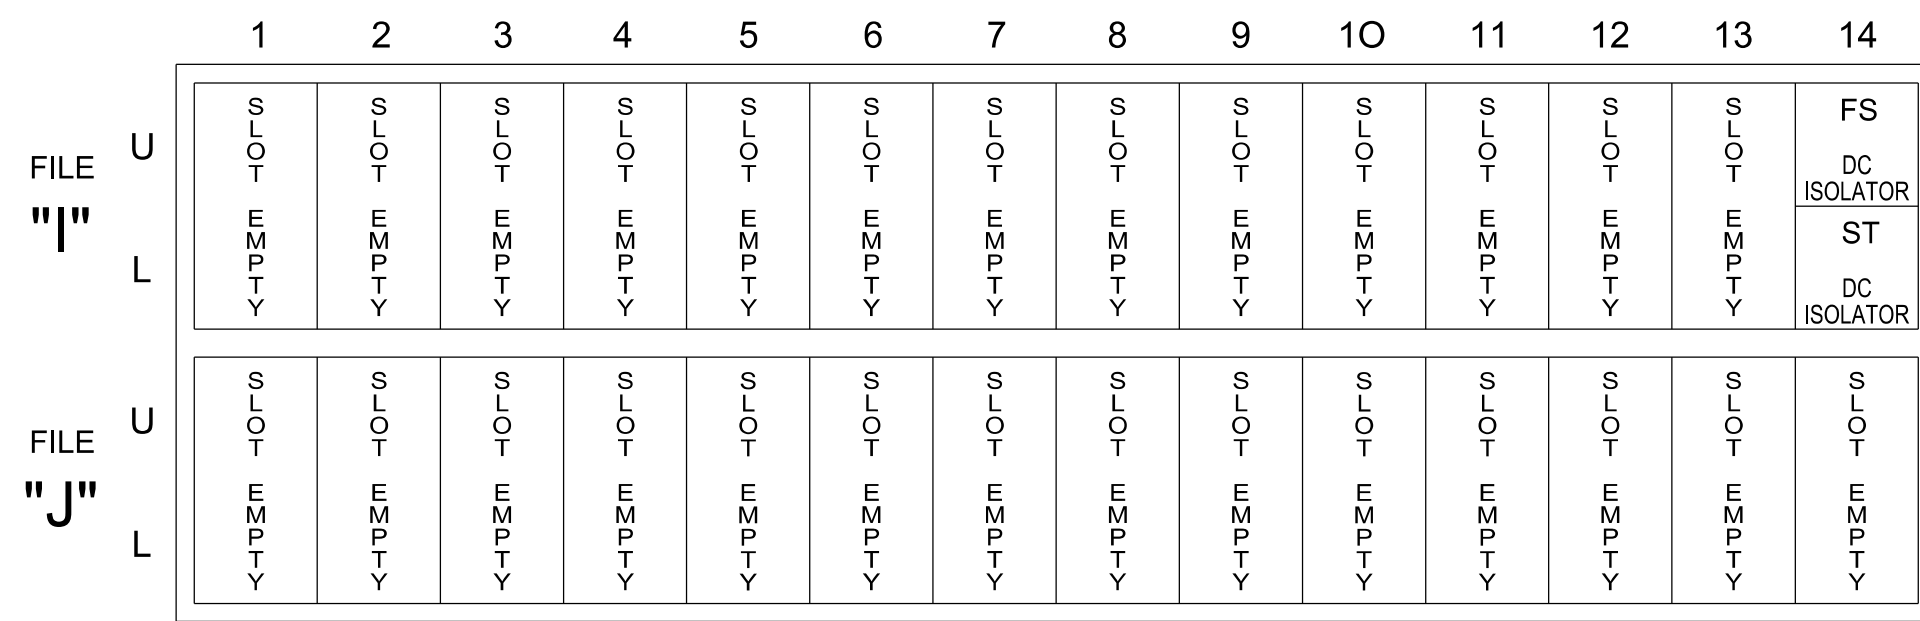 1 2 3 4 5 6 7 8 9 10 11 12 13 14
FILE
"I"
U
L
SLOT EMPTY SLOT EMPTY SLOT EMPTY SLOT EMPTY SLOT EMPTY SLOT EMPTY SLOT EMPTY SLOT EMPTY SLOT EMPTY SLOT EMPTY SLOT EMPTY SLOT EMPTY SLOT EMPTY
FS
DC
ISOLATOR
ST
DC
ISOLATOR
FILE
"J"
U
L
SLOT EMPTY SLOT EMPTY SLOT EMPTY SLOT EMPTY SLOT EMPTY SLOT EMPTY SLOT EMPTY SLOT EMPTY SLOT EMPTY SLOT EMPTY SLOT EMPTY SLOT EMPTY SLOT EMPTY SLOT EMPTY